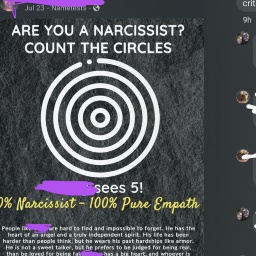 Jul 23 · Nametests ·
crit
9h
ARE YOU A NARCISSIST?
COUNT THE CIRCLES
sees 5!
0% Narcissist - 100% Pure Empath
People like are hard to find and impossible to forget. He has the
heart of an angel and a truly independent spirit. His life has been
harder than people think, but he wears his past hardships like armor.
He is not a sweet talker, but he prefers to be judged for being real,
than be loved for being has a big heart, and whoever is